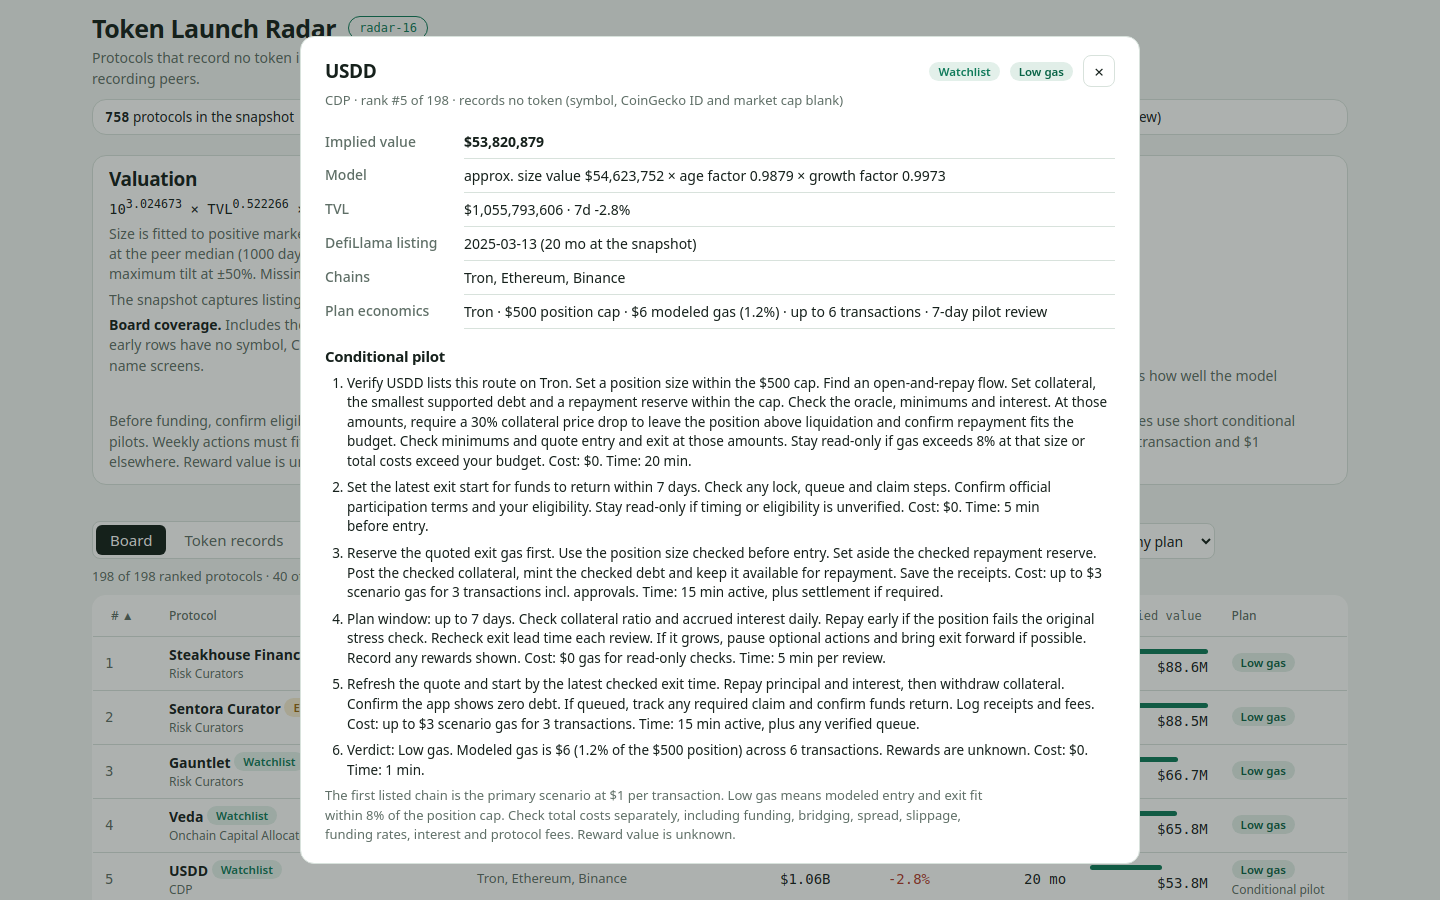 Token Launch Radar radar-16
Protocols that record no token i
recording peers.
758 protocols in the snapshot
ew)
Valuation
10^3.024673 × TVL^0.522266 ×
Size is fitted to positive marke
at the peer median (1000 day
maximum tilt at ±50%. Missin
The snapshot captures listing
Board coverage. Includes the
early rows have no symbol, C
name screens.
s how well the model
Before funding, confirm eligi
pilots. Weekly actions must fi
elsewhere. Reward value is u
es use short conditional
transaction and $1
Board Token records
ny plan
198 of 198 ranked protocols · 40 o
# ▲ Protocol
ied value Plan
1 Steakhouse Financ
Risk Curators
$88.6M Low gas
2 Sentora Curator E
Risk Curators
$88.5M Low gas
3 Gauntlet Watchlist
Risk Curators
$66.7M Low gas
4 Veda Watchlist
Onchain Capital Allocat
$65.8M Low gas
5 USDD Watchlist
CDP
Tron, Ethereum, Binance $1.06B -2.8% 20 mo $53.8M Low gas
Conditional pilot
USDD Watchlist Low gas ×
CDP · rank #5 of 198 · records no token (symbol, CoinGecko ID and market cap blank)
Implied value $53,820,879
Model approx. size value $54,623,752 × age factor 0.9879 × growth factor 0.9973
TVL $1,055,793,606 · 7d -2.8%
DefiLlama listing 2025-03-13 (20 mo at the snapshot)
Chains Tron, Ethereum, Binance
Plan economics Tron · $500 position cap · $6 modeled gas (1.2%) · up to 6 transactions · 7-day pilot review
Conditional pilot
1. Verify USDD lists this route on Tron. Set a position size within the $500 cap. Find an open-and-repay flow. Set collateral,
the smallest supported debt and a repayment reserve within the cap. Check the oracle, minimums and interest. At those
amounts, require a 30% collateral price drop to leave the position above liquidation and confirm repayment fits the
budget. Check minimums and quote entry and exit at those amounts. Stay read-only if gas exceeds 8% at that size or
total costs exceed your budget. Cost: $0. Time: 20 min.
2. Set the latest exit start for funds to return within 7 days. Check any lock, queue and claim steps. Confirm official
participation terms and your eligibility. Stay read-only if timing or eligibility is unverified. Cost: $0. Time: 5 min
before entry.
3. Reserve the quoted exit gas first. Use the position size checked before entry. Set aside the checked repayment reserve.
Post the checked collateral, mint the checked debt and keep it available for repayment. Save the receipts. Cost: up to $3
scenario gas for 3 transactions incl. approvals. Time: 15 min active, plus settlement if required.
4. Plan window: up to 7 days. Check collateral ratio and accrued interest daily. Repay early if the position fails the original
stress check. Recheck exit lead time each review. If it grows, pause optional actions and bring exit forward if possible.
Record any rewards shown. Cost: $0 gas for read-only checks. Time: 5 min per review.
5. Refresh the quote and start by the latest checked exit time. Repay principal and interest, then withdraw collateral.
Confirm the app shows zero debt. If queued, track any required claim and confirm funds return. Log receipts and fees.
Cost: up to $3 scenario gas for 3 transactions. Time: 15 min active, plus any verified queue.
6. Verdict: Low gas. Modeled gas is $6 (1.2% of the $500 position) across 6 transactions. Rewards are unknown. Cost: $0.
Time: 1 min.
The first listed chain is the primary scenario at $1 per transaction. Low gas means modeled entry and exit fit
within 8% of the position cap. Check total costs separately, including funding, bridging, spread, slippage,
funding rates, interest and protocol fees. Reward value is unknown.